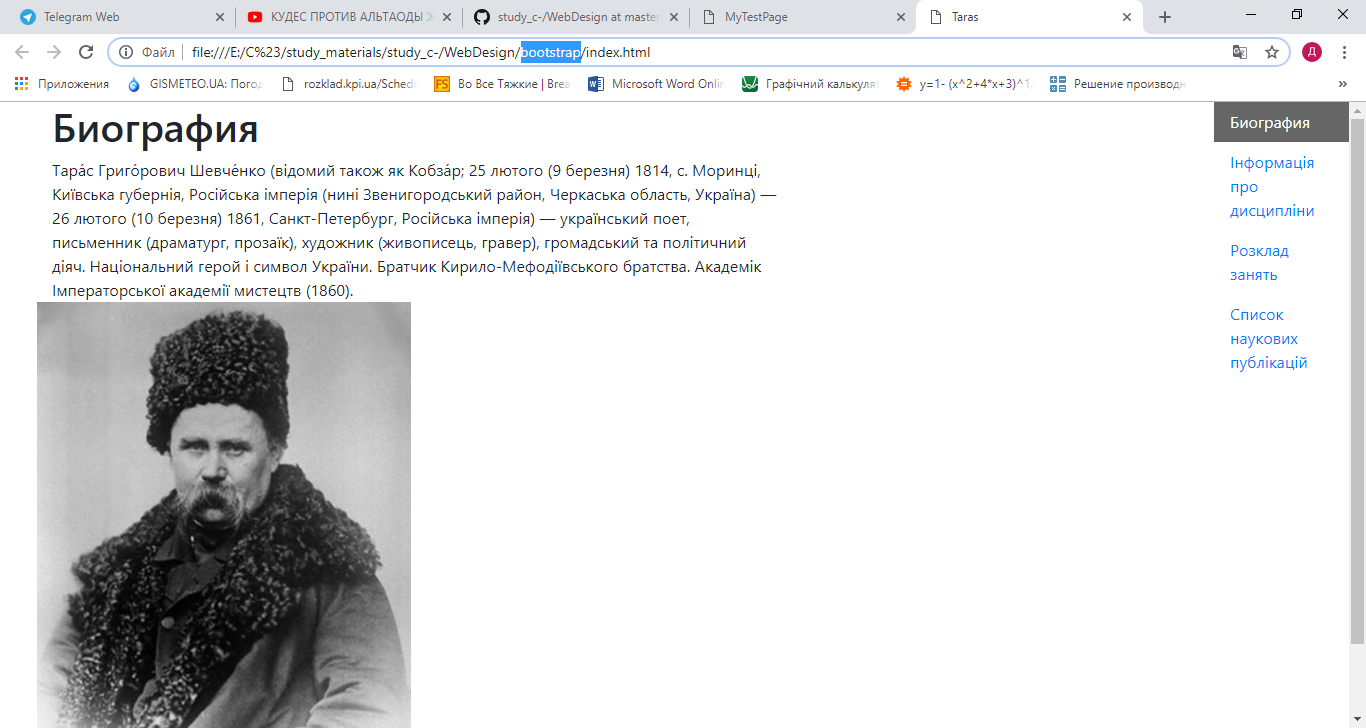 Telegram Web
КУДЕС ПРОТИВ АЛЬТАОДЫ
study_c-/WebDesign at master
MyTestPage
Taras
Файл
file:///E:/C%23/study_materials/study_c-/WebDesign/bootstrap/index.html
Д
Приложения
GISMETEO.UA: Погод
rozklad.kpi.ua/Sched
FS
Во Все Тяжкие | Brea
Microsoft Word Onlin
Графічний калькуля
y=1- (x^2+4*x+3)^1
Решение производн
»
Биография
Тара́с Григо́рович Шевче́нко (відомий також як Кобза́р; 25 лютого (9 березня) 1814, с. Моринці,
Київська губернія, Російська імперія (нині Звенигородський район, Черкаська область, Україна) —
26 лютого (10 березня) 1861, Санкт-Петербург, Російська імперія) — український поет,
письменник (драматург, прозаїк), художник (живописець, гравер), громадський та політичний
діяч. Національний герой і символ України. Братчик Кирило-Мефодіївського братства. Академік
Імператорської академії мистецтв (1860).
Биография
Інформація
про
дисципліни
Розклад
занять
Список
наукових
публікацій